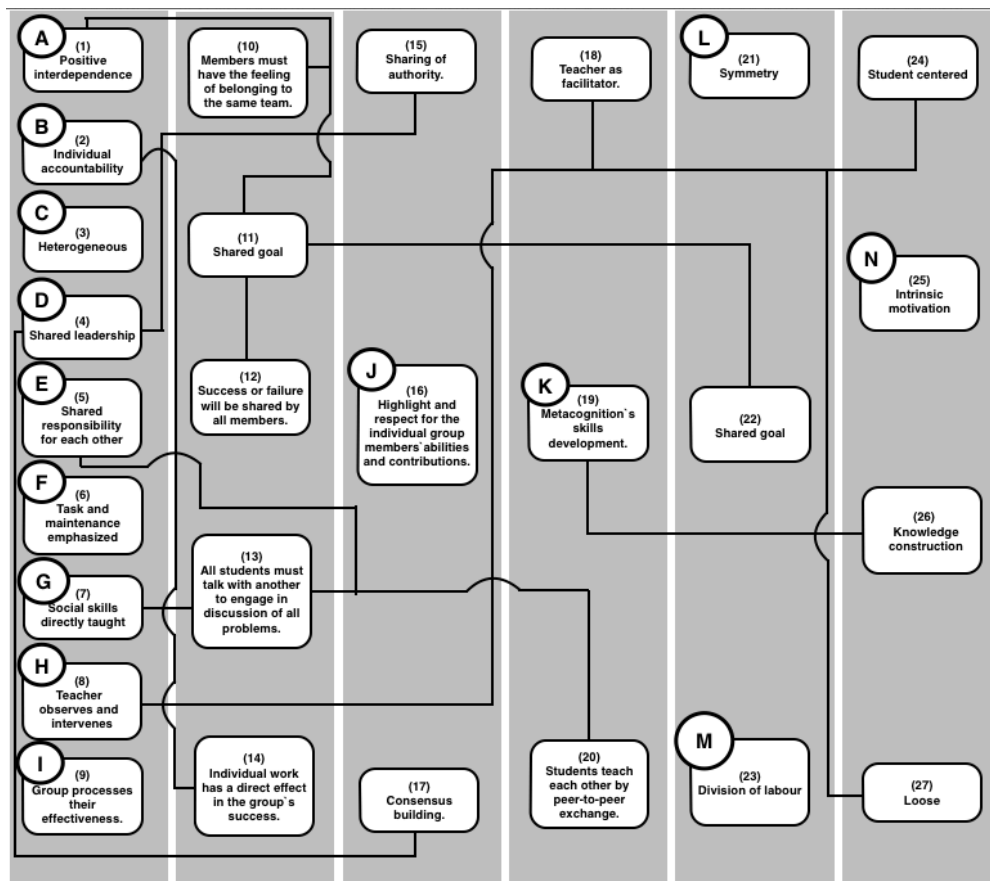 A
(1)
Positive
interdependence
B
(2)
Individual
accountability
C
(3)
Heterogeneous
D
(4)
Shared leadership
E
(5)
Shared
responsibility
for each other
F
(6)
Task and
maintenance
emphasized
G
(7)
Social skills
directly taught
H
(8)
Teacher
observes and
intervenes
I
(9)
Group processes
their
effectiveness.
(10)
Members must
have the feeling
of belonging to
the same team.
(11)
Shared goal
(12)
Success or failure
will be shared by
all members.
(13)
All students must
talk with another
to engage in
discussion of all
problems.
(14)
Individual work
has a direct effect
in the group`s
success.
(15)
Sharing of
authority.
J
(16)
Highlight and
respect for the
individual group
members`abilities
and contributions.
(17)
Consensus
building.
(18)
Teacher as
facilitator.
K
(19)
Metacognition`s
skills
development.
(20)
Students teach
each other by
peer-to-peer
exchange.
L
(21)
Symmetry
(22)
Shared goal
M
(23)
Division of labour
(24)
Student centered
N
(25)
Intrinsic
motivation
(26)
Knowledge
construction
(27)
Loose